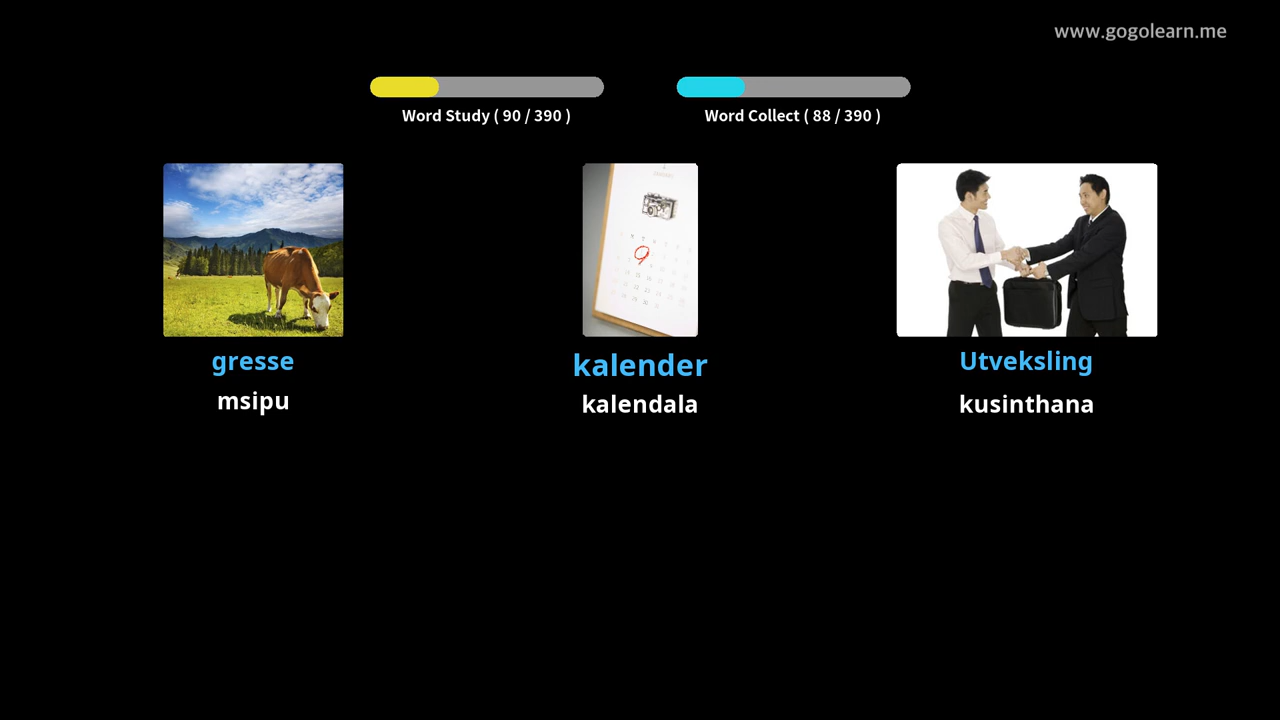 www.gogolearn.me
Word Study ( 90 / 390 )
Word Collect ( 88 / 390 )
gresse
kalender
Utveksling
msipu
kalendala
kusinthana